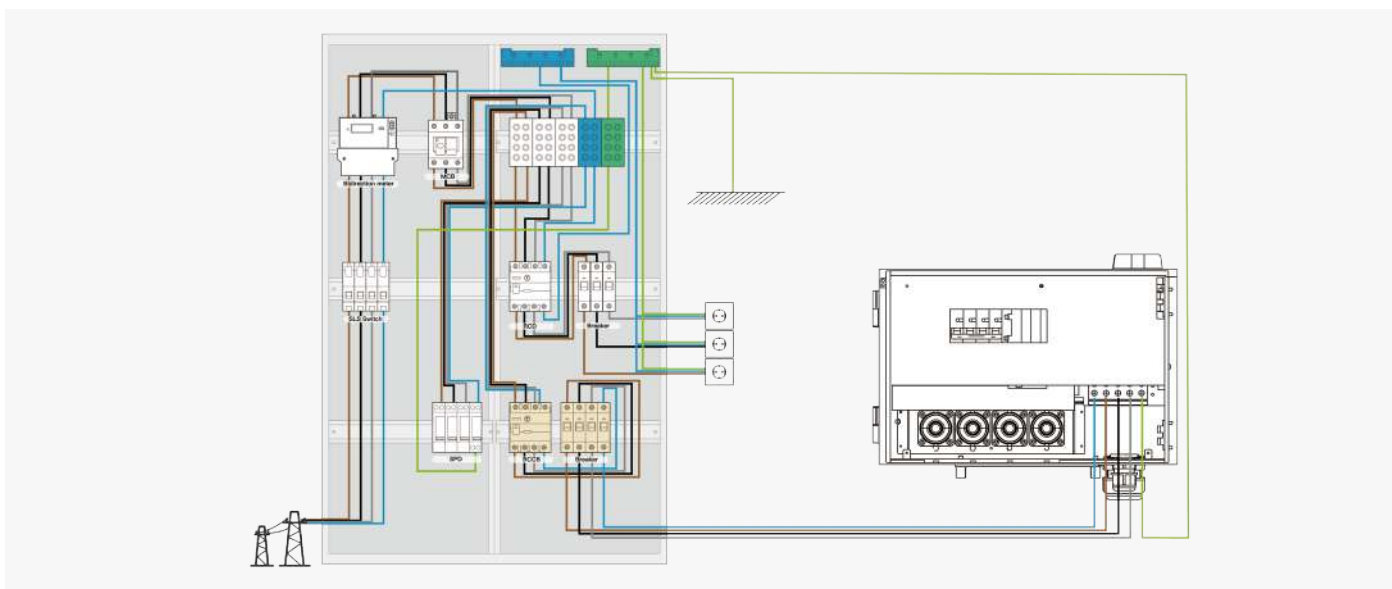 Bidirection meter
MCB
SLS Switch
RCD
Breaker
SPD
RCCB
Breaker